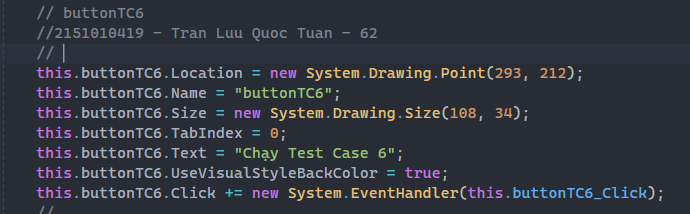 // buttonTC6
//2151010419 - Tran Luu Quoc Tuan - 62
//
this.buttonTC6.Location = new System.Drawing.Point(293, 212);
this.buttonTC6.Name = "buttonTC6";
this.buttonTC6.Size = new System.Drawing.Size(108, 34);
this.buttonTC6.TabIndex = 0;
this.buttonTC6.Text = "Chạy Test Case 6";
this.buttonTC6.UseVisualStyleBackColor = true;
this.buttonTC6.Click += new System.EventHandler(this.buttonTC6_Click);
//